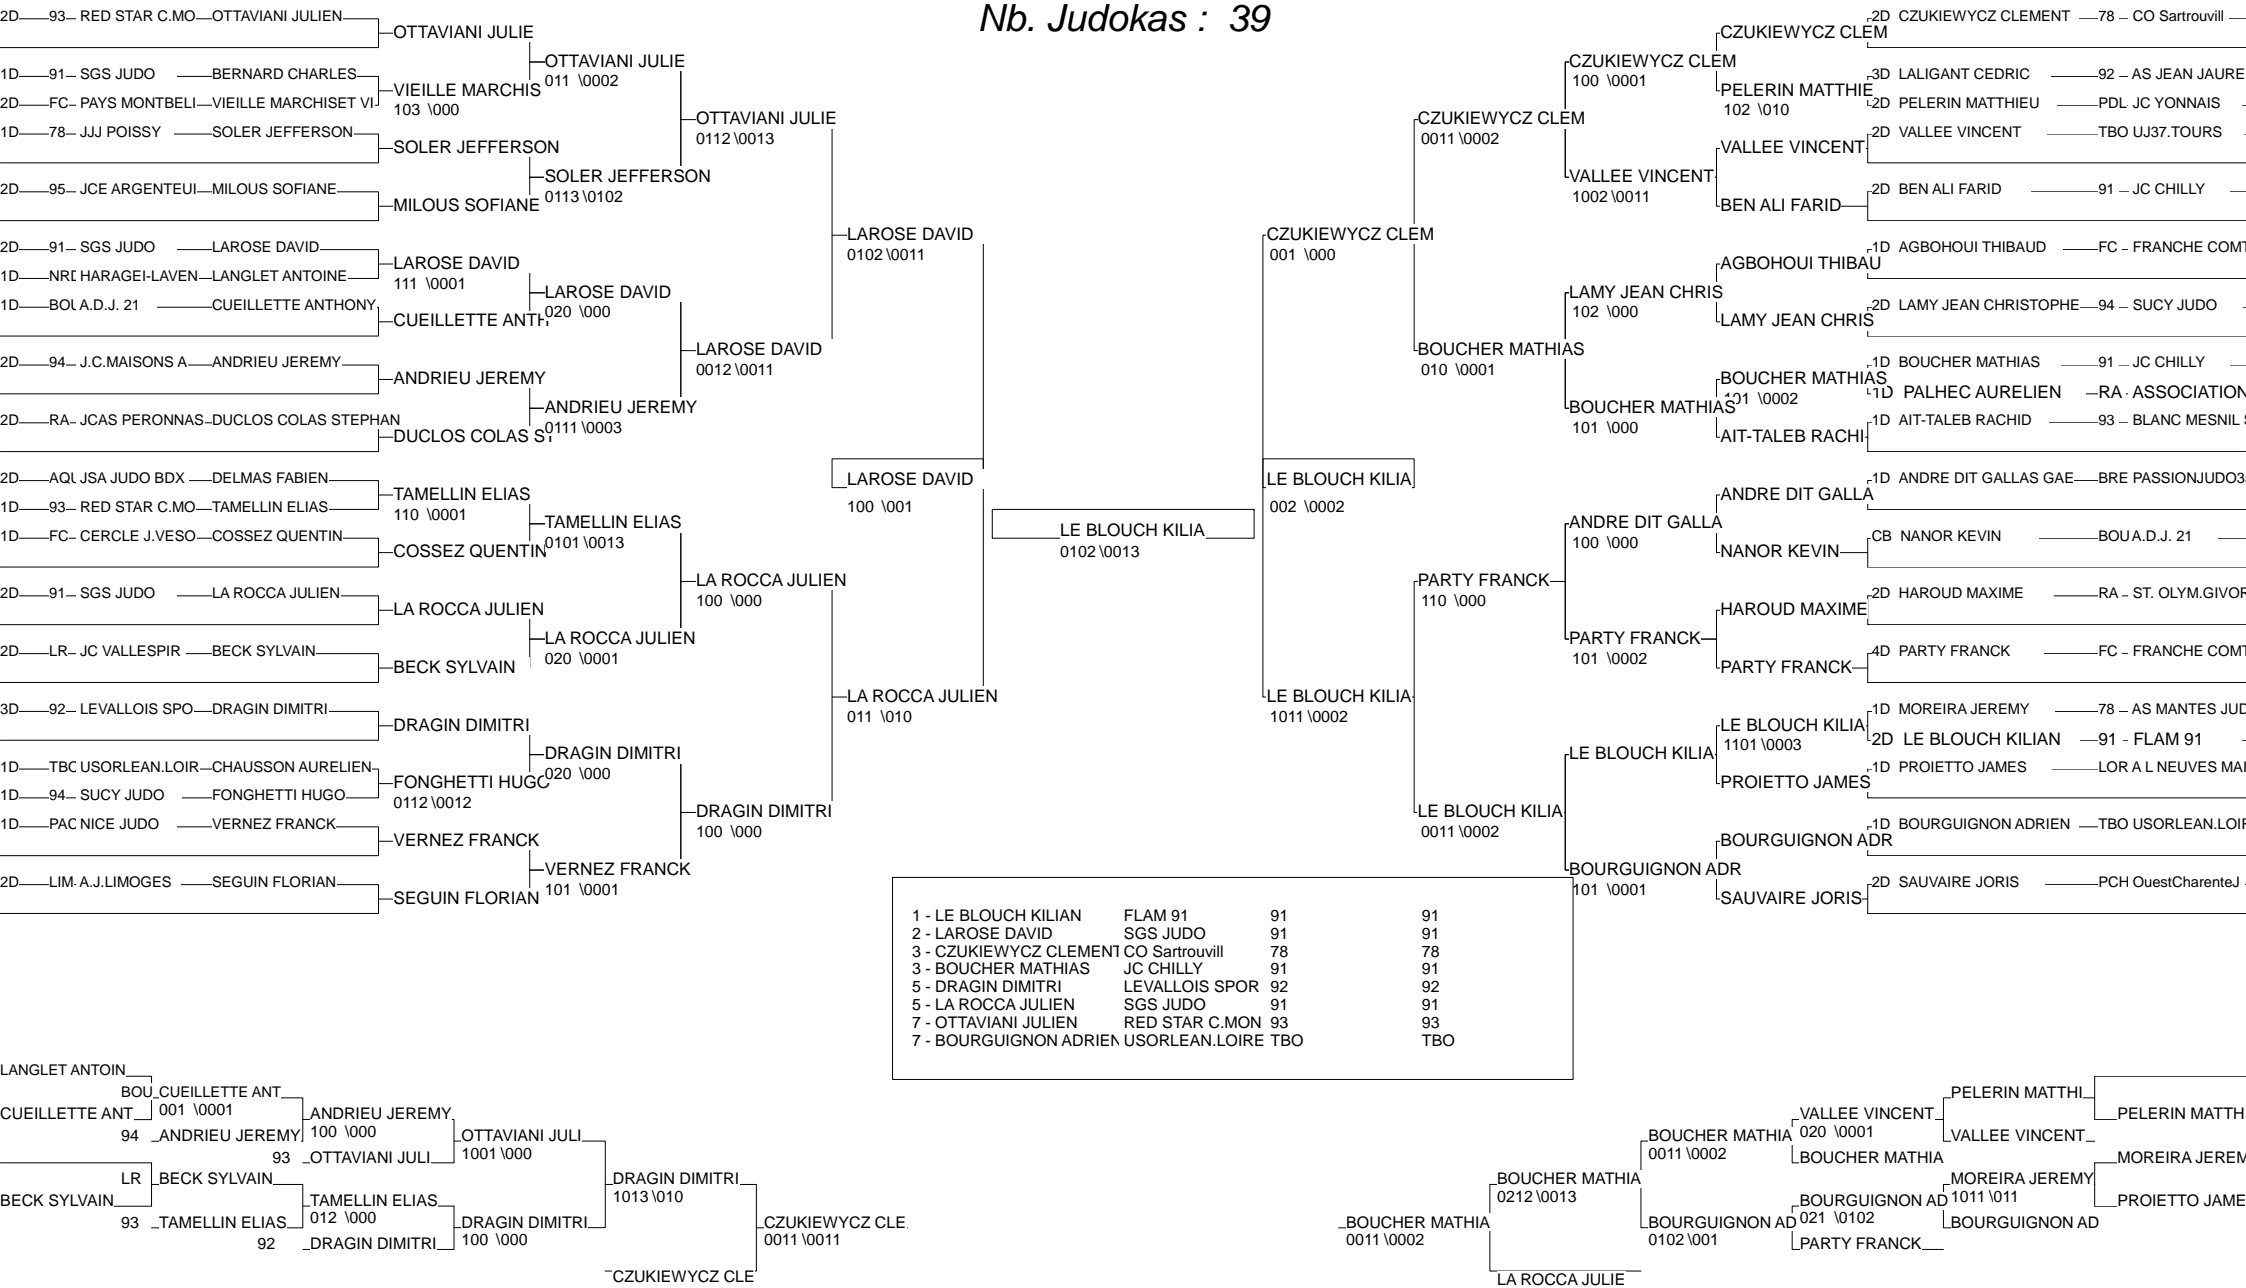 Nb. Judokas : 39
2D 93 RED STAR C.MO OTTAVIANI JULIEN
1D 91 SGS JUDO BERNARD CHARLES
2D FC PAYS MONTBELI VIEILLE MARCHISET VI
1D 78 JJJ POISSY SOLER JEFFERSON
2D 95 JCE ARGENTEUI MILOUS SOFIANE
2D 91 SGS JUDO LAROSE DAVID
1D HARAGEI-LAVEN LANGLET ANTOINE
1D A.D.J. 21 CUEILLETTE ANTHONY
2D 94 J.C.MAISONS A ANDRIEU JEREMY
2D RA JCAS PERONNAS DUCLOS COLAS STEPHAN
2D JSA JUDO BDX DELMAS FABIEN
1D 93 RED STAR C.MO TAMELLIN ELIAS
1D FC CERCLE J.VESO COSSEZ QUENTIN
2D 91 SGS JUDO LA ROCCA JULIEN
2D LR JC VALLESPIR BECK SYLVAIN
3D 92 LEVALLOIS SPO DRAGIN DIMITRI
1D USORLEAN.LOIR CHAUSSON AURELIEN
1D 94 SUCY JUDO FONGHETTI HUGO
1D PAC NICE JUDO VERNEZ FRANCK
2D LIM A.J.LIMOGES SEGUIN FLORIAN
OTTAVIANI JULIE
VIEILLE MARCHIS
103 \000
SOLER JEFFERSON
MILOUS SOFIANE
LAROSE DAVID
111 \0001
CUEILLETTE ANTH
ANDRIEU JEREMY
DUCLOS COLAS
TAMELLIN ELIAS
110 \0001
COSSEZ QUENTIN
LA ROCCA JULIEN
BECK SYLVAIN
DRAGIN DIMITRI
FONGHETTI HUGO
0112 \0012
VERNEZ FRANCK
SEGUIN FLORIAN
OTTAVIANI JULIE
011 \0002
SOLER JEFFERSON
0113 \0102
LAROSE DAVID
020 \000
ANDRIEU JEREMY
0111 \0003
TAMELLIN ELIAS
0101 \0013
LA ROCCA JULIEN
020 \0001
DRAGIN DIMITRI
020 \000
VERNEZ FRANCK
101 \0001
OTTAVIANI JULIE
0112 \0013
LAROSE DAVID
0012 \0011
LA ROCCA JULIEN
100 \000
DRAGIN DIMITRI
100 \000
LAROSE DAVID
0102 \0011
LA ROCCA JULIEN
011 \010
LAROSE DAVID
100 \001
LE BLOUCH KILIA
0102 \0013
LE BLOUCH KILIA
002 \0002
CZUKIEWYCZ CLEM
001 \000
LE BLOUCH KILIA
1011 \0002
CZUKIEWYCZ CLEM
0011 \0002
BOUCHER MATHIAS
010 \0001
PARTY FRANCK
110 \000
LE BLOUCH KILIA
0011 \0002
CZUKIEWYCZ CLEM
100 \0001
VALLEE VINCENT
1002 \0011
LAMY JEAN CHRIS
102 \000
BOUCHER MATHIAS
101 \000
ANDRE DIT GALLA
100 \000
PARTY FRANCK
101 \0002
LE BLOUCH KILIA
BOURGUIGNON ADR
101 \0001
CZUKIEWYCZ CLEM
PELERIN MATTHIE
102 \010
VALLEE VINCENT
BEN ALI FARID
AGBOHOUI THIBAU
LAMY JEAN CHRIS
BOUCHER MATHIAS
101 \0002
AIT-TALEB RACHI
ANDRE DIT GALLA
NANOR KEVIN
HAROUD MAXIME
PARTY FRANCK
LE BLOUCH KILIA
1101 \0003
PROIETTO JAMES
BOURGUIGNON ADR
SAUVAIRE JORIS
2D CZUKIEWYCZ CLEMENT 78 CO Sartrouvill
3D LALIGANT CEDRIC 92 AS JEAN JAURE
2D PELERIN MATTHIEU PDL JC YONNAIS
2D VALLEE VINCENT TBO UJ37.TOURS
2D BEN ALI FARID 91 JC CHILLY
1D AGBOHOUI THIBAUD FC FRANCHE COMT
2D LAMY JEAN CHRISTOPHE 94 SUCY JUDO
1D BOUCHER MATHIAS 91 JC CHILLY
1D PALHEC AURELIEN RA ASSOCIATION
1D AIT-TALEB RACHID 93 BLANC MESNIL
1D ANDRE DIT GALLAS GAE BRE PASSIONJUDO3
CB NANOR KEVIN BOU A.D.J. 21
2D HAROUD MAXIME RA ST. OLYM.GIVOR
4D PARTY FRANCK FC FRANCHE COMT
1D MOREIRA JEREMY 78 AS MANTES JUD
2D LE BLOUCH KILIAN 91 FLAM 91
1D PROIETTO JAMES LOR A L NEUVES MAI
1D BOURGUIGNON ADRIEN TBO USORLEAN.LOIR
2D SAUVAIRE JORIS PCH OuestCharenteJ
1 - LE BLOUCH KILIAN FLAM 91 91 91
2 - LAROSE DAVID SGS JUDO 91 91
3 - CZUKIEWYCZ CLEMENT CO Sartrouvill 78 78
3 - BOUCHER MATHIAS JC CHILLY 91 91
5 - DRAGIN DIMITRI LEVALLOIS SPOR 92 92
5 - LA ROCCA JULIEN SGS JUDO 91 91
7 - OTTAVIANI JULIEN RED STAR C.MON 93 93
7 - BOURGUIGNON ADRIEN USORLEAN.LOIRE TBO TBO
LANGLET ANTOIN
CUEILLETTE ANT
BECK SYLVAIN
BOU CUEILLETTE ANT
001 \0001
94 ANDRIEU JEREMY
LR BECK SYLVAIN
93 TAMELLIN ELIAS
ANDRIEU JEREMY
100 \000
93 OTTAVIANI JULI
TAMELLIN ELIAS
012 \000
92 DRAGIN DIMITRI
OTTAVIANI JULI
1001 \000
DRAGIN DIMITRI
100 \000
DRAGIN DIMITRI
1013 \010
CZUKIEWYCZ CLE
CZUKIEWYCZ CLE
0011 \0011
BOUCHER MATHIA
0011 \0002
BOUCHER MATHIA
0212 \0013
LA ROCCA JULIE
BOUCHER MATHIA
0011 \0002
BOURGUIGNON AD
0102 \001
VALLEE VINCENT
020 \0001
BOUCHER MATHIA
BOURGUIGNON AD
021 \0102
PARTY FRANCK
PELERIN MATTHI
VALLEE VINCENT
MOREIRA JEREMY
1011 \011
BOURGUIGNON AD
PELERIN MATTH
MOREIRA JEREM
PROIETTO JAME